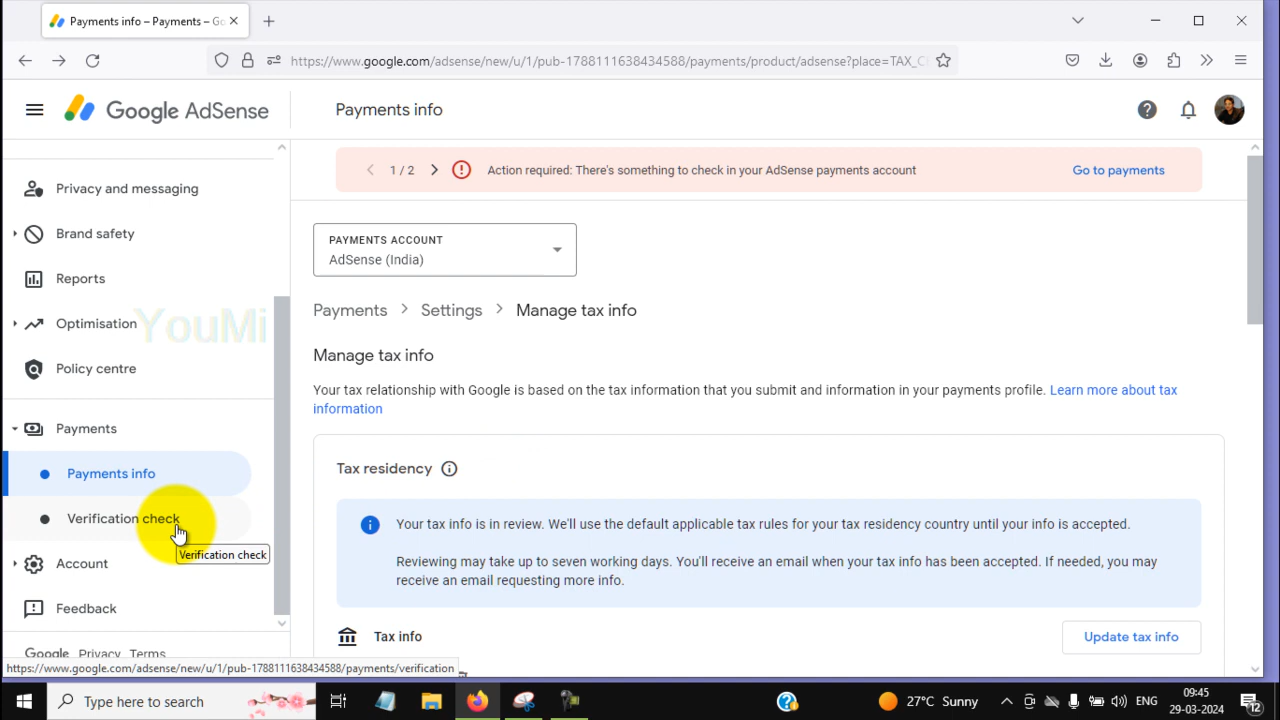 Payments info – Payments – Go
https://www.google.com/adsense/new/u/1/pub-1788111638434588/payments/product/adsense?place=TAX_C
Google AdSense
Payments info
1 / 2
Action required: There's something to check in your AdSense payments account
Go to payments
Privacy and messaging
Brand safety
Reports
Optimisation
YouMi
Policy centre
Payments
Payments info
Verification check
Verification check
Account
Feedback
Google Privacy Terms
https://www.google.com/adsense/new/u/1/pub-1788111638434588/payments/verification
PAYMENTS ACCOUNT
AdSense (India)
Payments > Settings > Manage tax info
Manage tax info
Your tax relationship with Google is based on the tax information that you submit and information in your payments profile. Learn more about tax
information
Tax residency
Your tax info is in review. We'll use the default applicable tax rules for your tax residency country until your info is accepted.
Reviewing may take up to seven working days. You'll receive an email when your tax info has been accepted. If needed, you may
receive an email requesting more info.
Tax info
Update tax info
Type here to search
27°C Sunny
ENG
09:45
29-03-2024
12